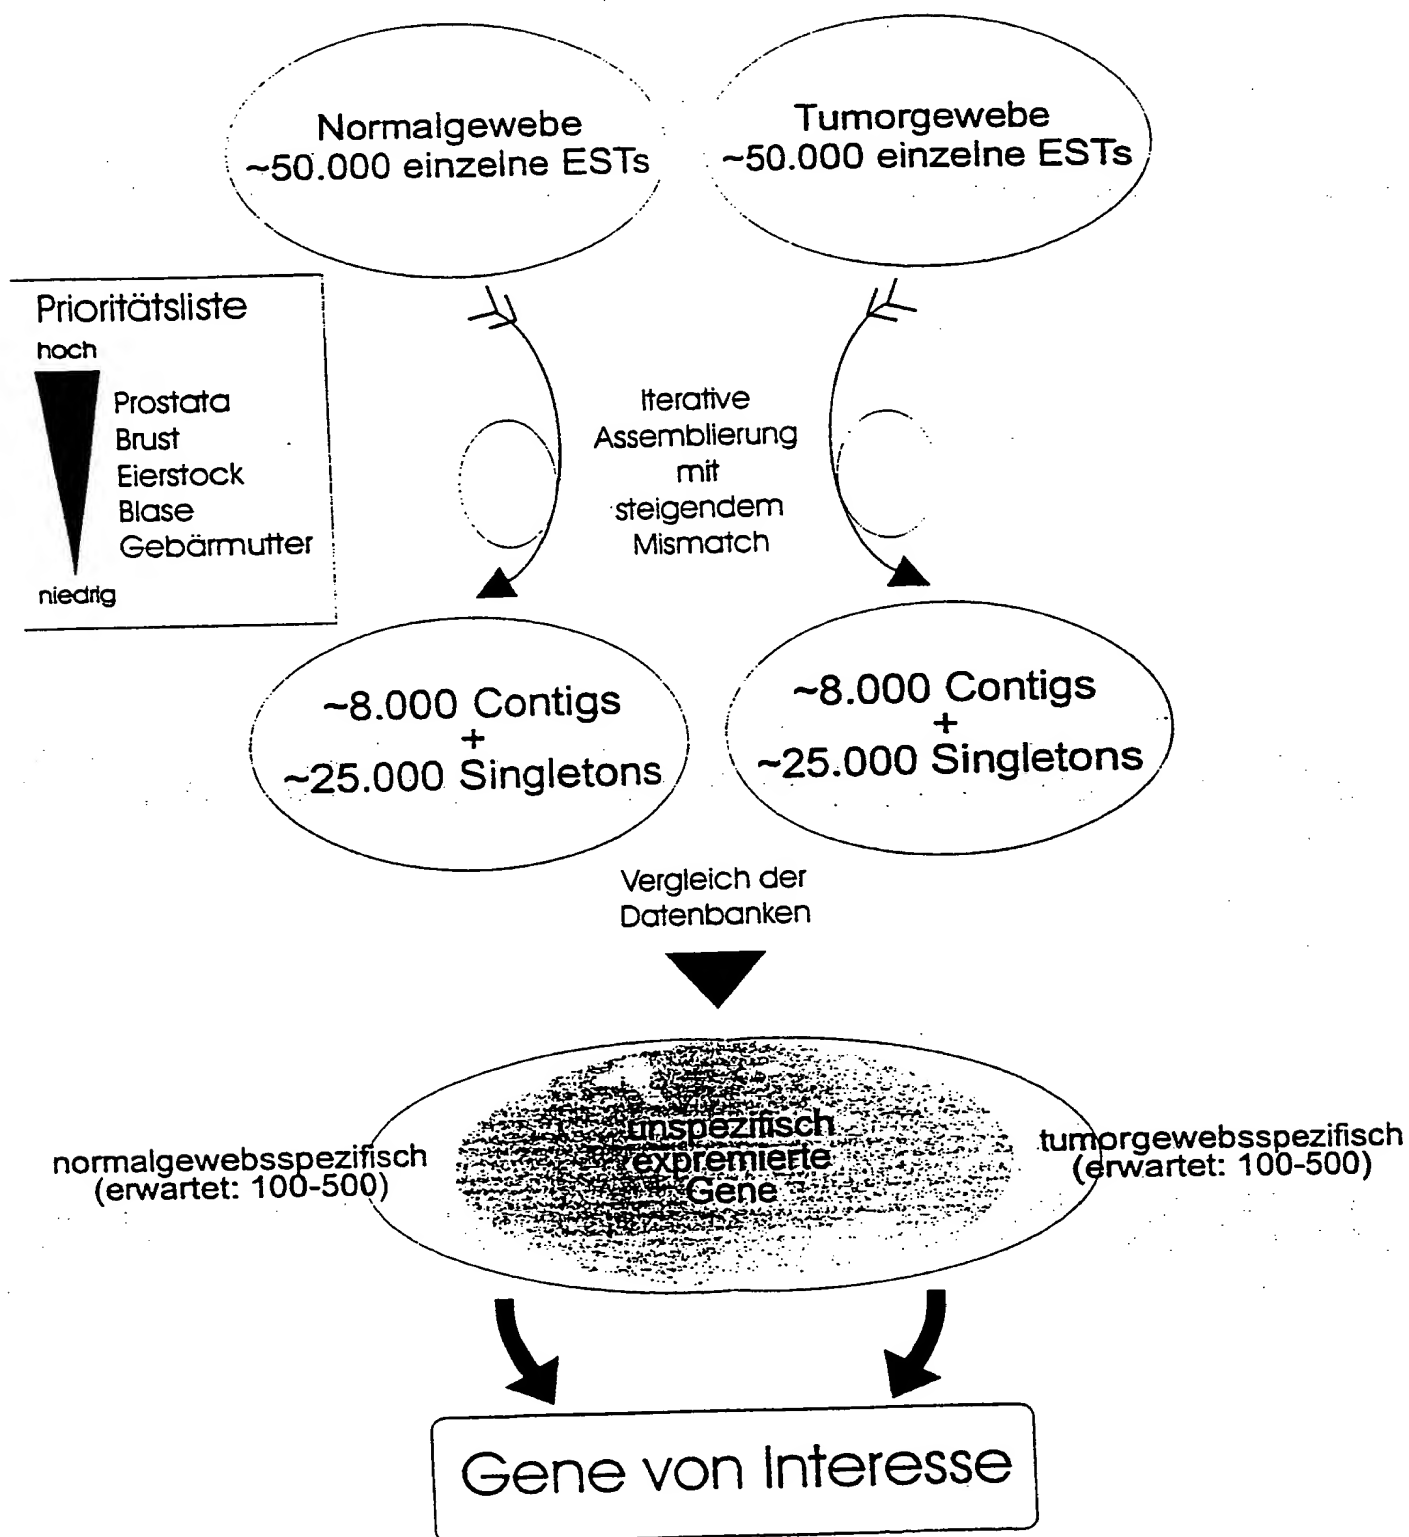 Normalgewebe
~50.000 einzelne ESTs
Tumorgewebe
~50.000 einzelne ESTs
Prioritätsliste
hoch
Prostata
Brust
Eierstock
Blase
Gebärmutter
niedrig
Iterative
Assemblierung
mit
steigendem
Mismatch
~8.000 Contigs
+
~25.000 Singletons
~8.000 Contigs
+
~25.000 Singletons
Vergleich der
Datenbanken
unspezifisch
expremierte
Gene
normalgewebsspezifisch
(erwartet: 100-500)
tumorgewebsspezifisch
(erwartet: 100-500)
Gene von Interesse